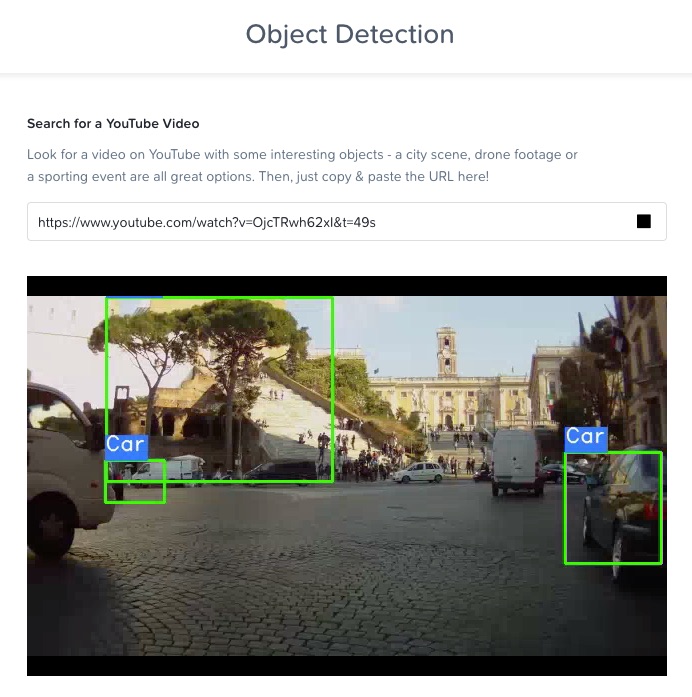 Object Detection
Search for a YouTube Video
Look for a video on YouTube with some interesting objects - a city scene, drone footage or
a sporting event are all great options. Then, just copy & paste the URL here!
https://www.youtube.com/watch?v=OjcTRwh62xI&t=49s
Car
Car